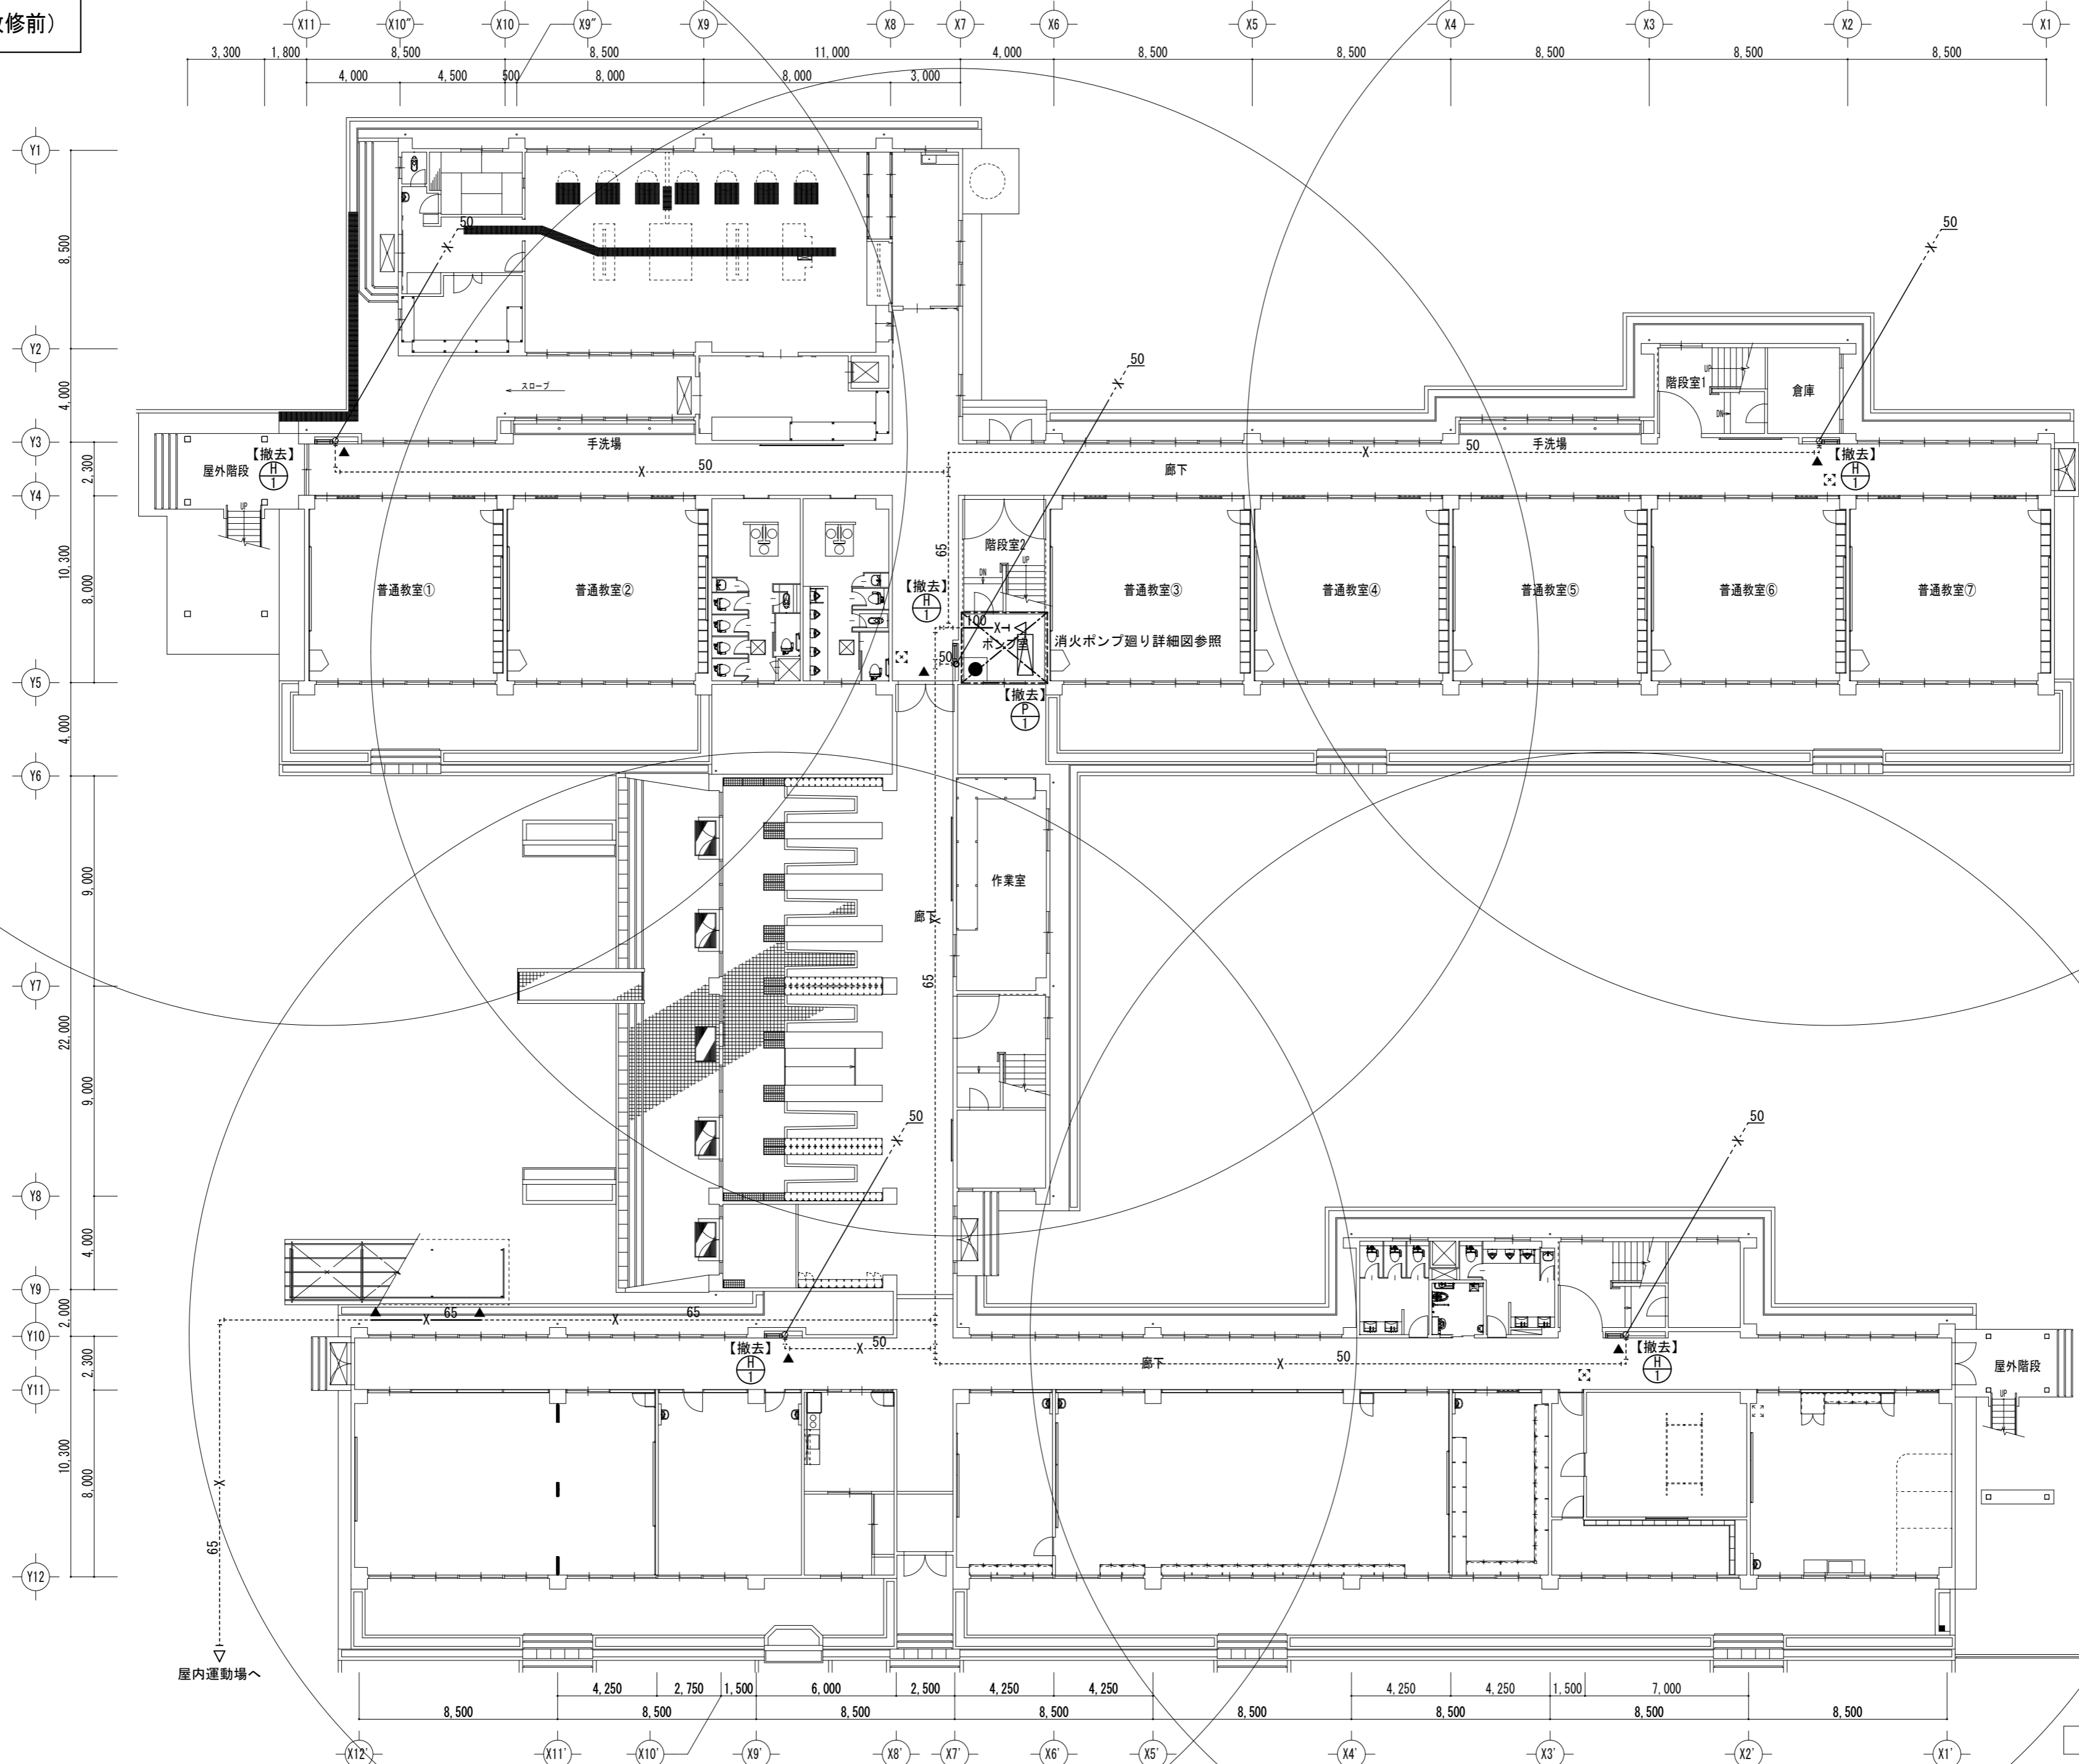 改修前）
X11 X10" X10 X9" X9 X8 X7 X6 X5 X4 X3 X2 X1
3,300 1,800 8,500 8,500 11,000 4,000 8,500 8,500 8,500 8,500 8,500
4,000 4,500 500 8,000 8,000 3,000
Y1
8,500
50
50
Y2
スロープ
50
4,000
階段室1
UP
DN
倉庫
Y3
手洗場
50
50
手洗場
【撤去】
H
1
屋外階段
50
廊下
【撤去】
H
1
2,300
Y4
UP
10,300
8,000
65
階段室2
DN
UP
普通教室①
普通教室②
【撤去】
H
1
普通教室③
普通教室④
普通教室⑤
普通教室⑥
普通教室⑦
100
ポンプ室
消火ポンプ廻り詳細図参照
50
Y5
【撤去】
P
1
4,000
Y6
9,000
作業室
廊下
65
Y7
22,000
9,000
50
50
Y8
4,000
Y9
65
65
2,000
Y10
【撤去】
H
1
50
廊下
50
【撤去】
H
1
屋外階段
UP
2,300
Y11
10,300
8,000
65
Y12
屋内運動場へ
4,250 2,750 1,500 6,000 2,500 4,250 4,250 4,250 4,250 1,500 7,000
8,500 8,500 8,500 8,500 8,500 8,500 8,500 8,500
X12' X11' X10' X9' X8' X7' X6' X5' X4' X3' X2' X1'